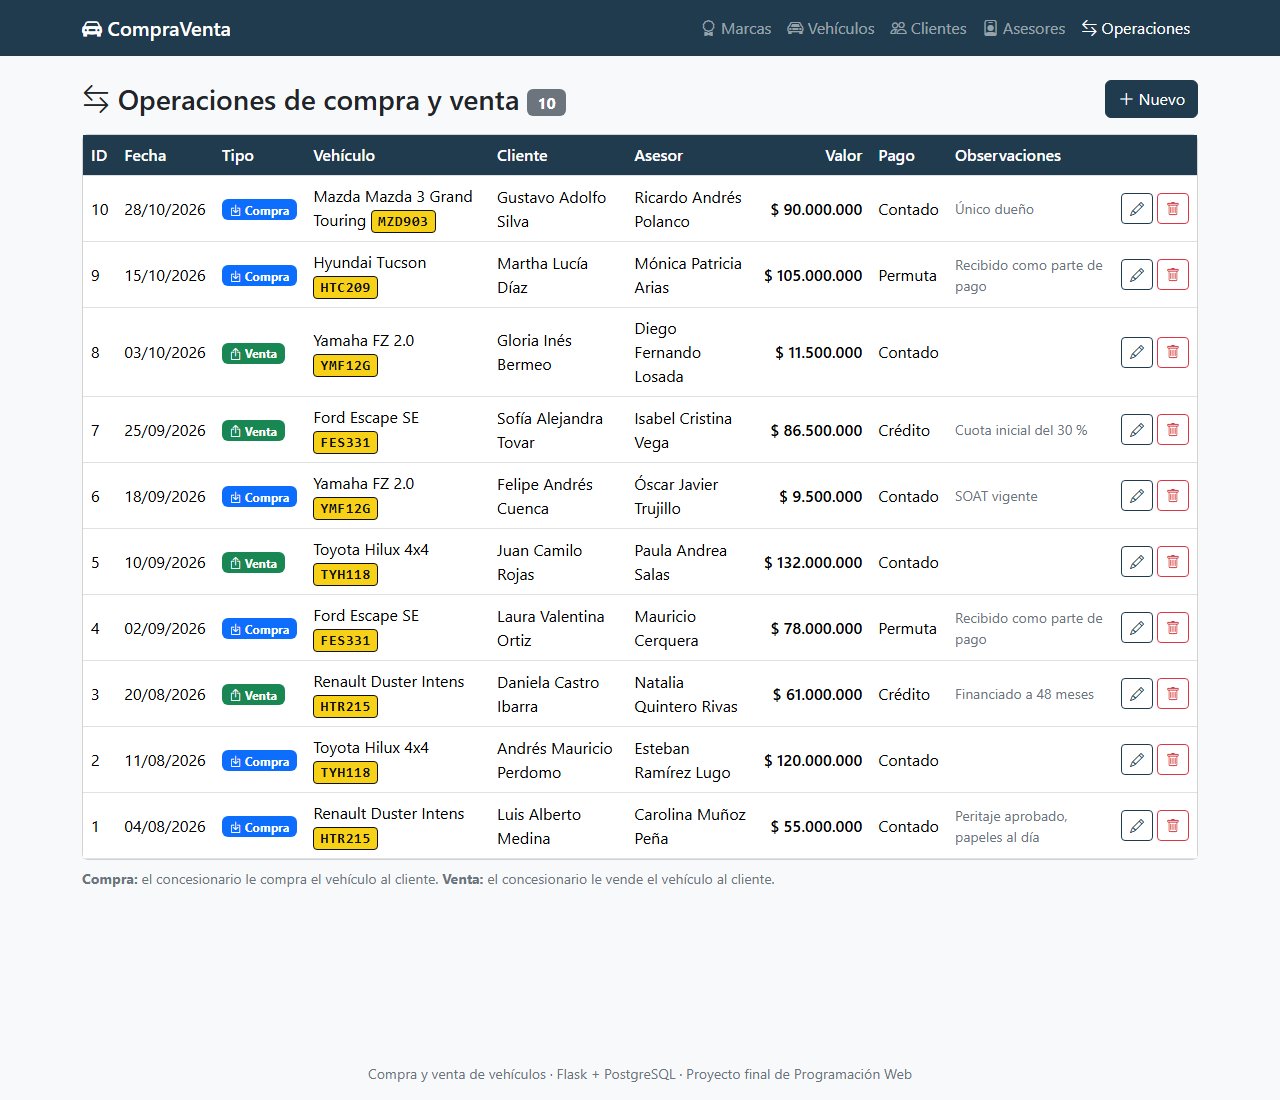 CompraVenta
Marcas Vehículos Clientes Asesores Operaciones
Operaciones de compra y venta 10
Nuevo
ID Fecha Tipo Vehículo Cliente Asesor Valor Pago Observaciones
10 28/10/2026 Compra Mazda Mazda 3 Grand Touring MZD903 Gustavo Adolfo Silva Ricardo Andrés Polanco $ 90.000.000 Contado Único dueño
9 15/10/2026 Compra Hyundai Tucson HTC209 Martha Lucía Díaz Mónica Patricia Arias $ 105.000.000 Permuta Recibido como parte de pago
8 03/10/2026 Venta Yamaha FZ 2.0 YMF12G Gloria Inés Bermeo Diego Fernando Losada $ 11.500.000 Contado
7 25/09/2026 Venta Ford Escape SE FES331 Sofía Alejandra Tovar Isabel Cristina Vega $ 86.500.000 Crédito Cuota inicial del 30 %
6 18/09/2026 Compra Yamaha FZ 2.0 YMF12G Felipe Andrés Cuenca Óscar Javier Trujillo $ 9.500.000 Contado SOAT vigente
5 10/09/2026 Venta Toyota Hilux 4x4 TYH118 Juan Camilo Rojas Paula Andrea Salas $ 132.000.000 Contado
4 02/09/2026 Compra Ford Escape SE FES331 Laura Valentina Ortiz Mauricio Cerquera $ 78.000.000 Permuta Recibido como parte de pago
3 20/08/2026 Venta Renault Duster Intens HTR215 Daniela Castro Ibarra Natalia Quintero Rivas $ 61.000.000 Crédito Financiado a 48 meses
2 11/08/2026 Compra Toyota Hilux 4x4 TYH118 Andrés Mauricio Perdomo Esteban Ramírez Lugo $ 120.000.000 Contado
1 04/08/2026 Compra Renault Duster Intens HTR215 Luis Alberto Medina Carolina Muñoz Peña $ 55.000.000 Contado Peritaje aprobado, papeles al día
Compra: el concesionario le compra el vehículo al cliente. Venta: el concesionario le vende el vehículo al cliente.
Compra y venta de vehículos · Flask + PostgreSQL · Proyecto final de Programación Web